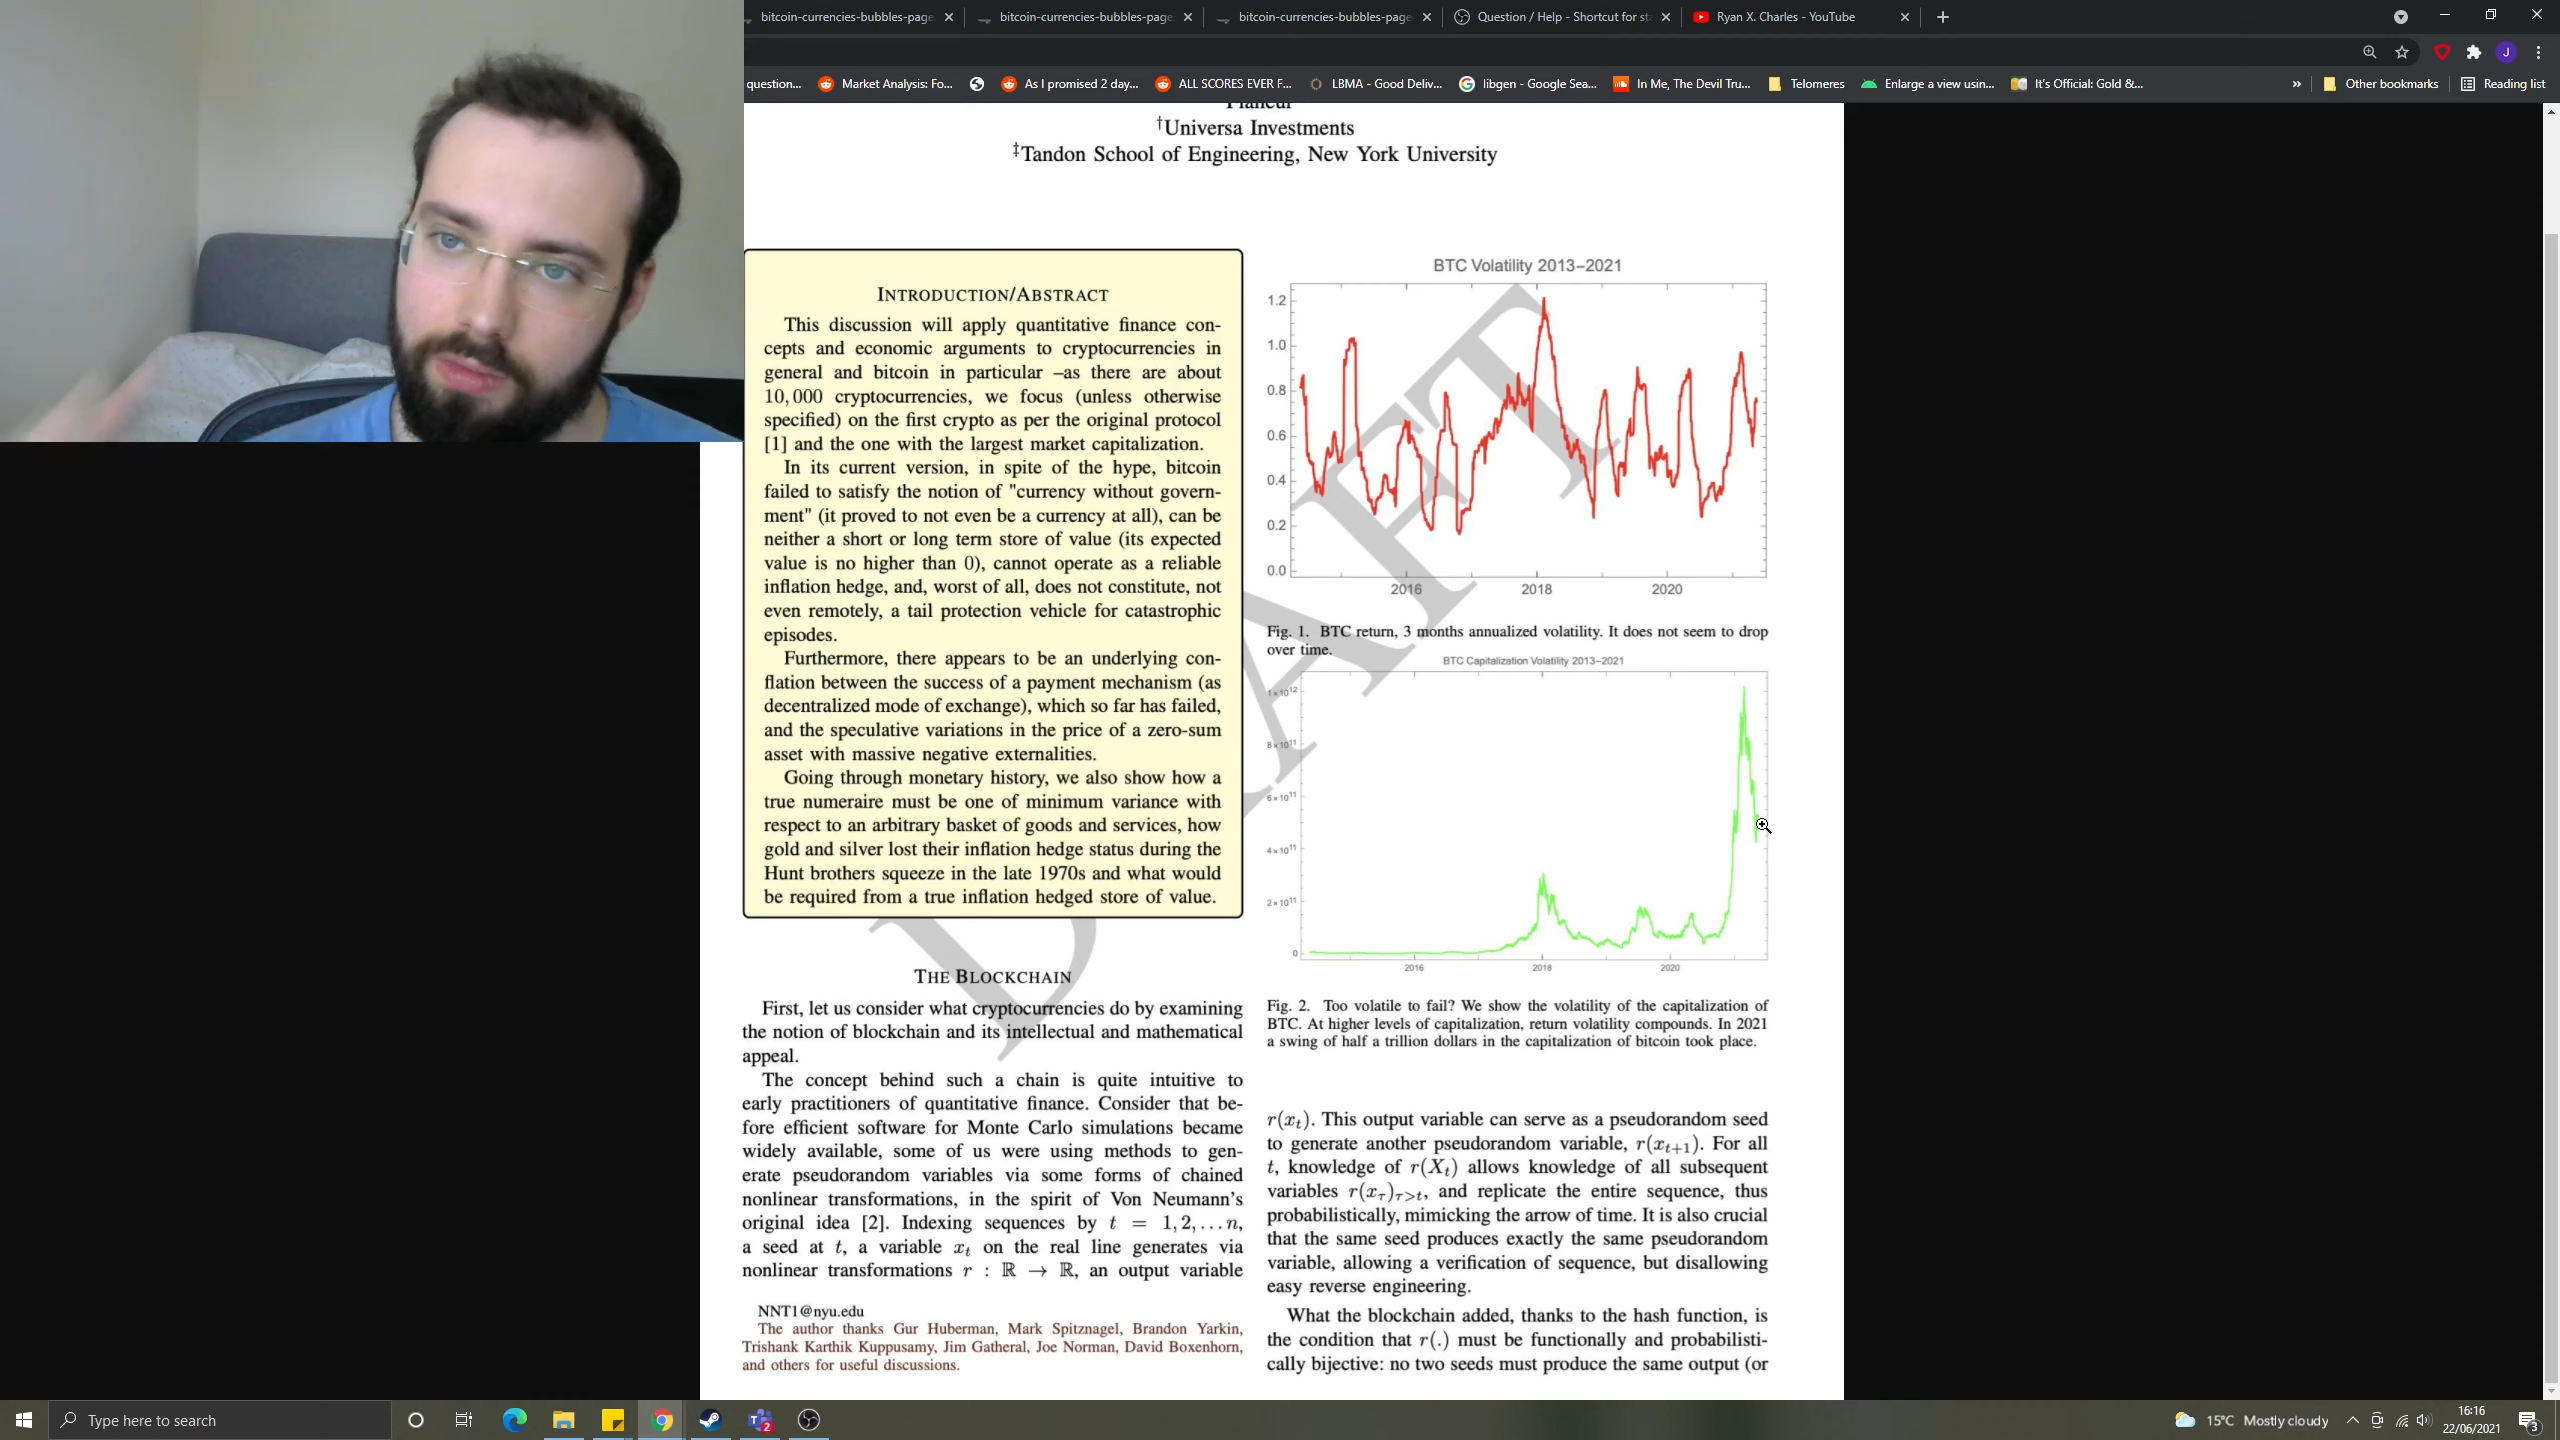 bitcoin-currencies-bubbles-page
bitcoin-currencies-bubbles-page
bitcoin-currencies-bubbles-page
Question / Help - Shortcut for sta
Ryan X. Charles - YouTube
J
question...
Market Analysis: Fo...
As I promised 2 day...
ALL SCORES EVER F...
LBMA - Good Deliv...
libgen - Google Sea...
In Me, The Devil Tru...
Telomeres
Enlarge a view usin...
It's Official: Gold &...
»
Other bookmarks
Reading list
†Universa Investments
‡Tandon School of Engineering, New York University
INTRODUCTION/ABSTRACT
This discussion will apply quantitative finance con-
cepts and economic arguments to cryptocurrencies in
general and bitcoin in particular –as there are about
10,000 cryptocurrencies, we focus (unless otherwise
specified) on the first crypto as per the original protocol
[1] and the one with the largest market capitalization.
In its current version, in spite of the hype, bitcoin
failed to satisfy the notion of "currency without govern-
ment" (it proved to not even be a currency at all), can be
neither a short or long term store of value (its expected
value is no higher than 0), cannot operate as a reliable
inflation hedge, and, worst of all, does not constitute, not
even remotely, a tail protection vehicle for catastrophic
episodes.
Furthermore, there appears to be an underlying con-
flation between the success of a payment mechanism (as
decentralized mode of exchange), which so far has failed,
and the speculative variations in the price of a zero-sum
asset with massive negative externalities.
Going through monetary history, we also show how a
true numeraire must be one of minimum variance with
respect to an arbitrary basket of goods and services, how
gold and silver lost their inflation hedge status during the
Hunt brothers squeeze in the late 1970s and what would
be required from a true inflation hedged store of value.
THE BLOCKCHAIN
First, let us consider what cryptocurrencies do by examining
the notion of blockchain and its intellectual and mathematical
appeal.
The concept behind such a chain is quite intuitive to
early practitioners of quantitative finance. Consider that be-
fore efficient software for Monte Carlo simulations became
widely available, some of us were using methods to gen-
erate pseudorandom variables via some forms of chained
nonlinear transformations, in the spirit of Von Neumann's
original idea [2]. Indexing sequences by t = 1, 2, . . . n,
a seed at t, a variable xₜ on the real line generates via
nonlinear transformations r : ℝ → ℝ, an output variable
NNT1@nyu.edu
The author thanks Gur Huberman, Mark Spitznagel, Brandon Yarkin,
Trishank Karthik Kuppusamy, Jim Gatheral, Joe Norman, David Boxenhorn,
and others for useful discussions.
BTC Volatility 2013–2021
1.2
1.0
0.8
0.6
0.4
0.2
0.0
2016
2018
2020
Fig. 1. BTC return, 3 months annualized volatility. It does not seem to drop
over time.
BTC Capitalization Volatility 2013–2021
1×10¹²
8×10¹¹
6×10¹¹
4×10¹¹
2×10¹¹
0
2016
2018
2020
Fig. 2. Too volatile to fail? We show the volatility of the capitalization of
BTC. At higher levels of capitalization, return volatility compounds. In 2021
a swing of half a trillion dollars in the capitalization of bitcoin took place.
r(xₜ). This output variable can serve as a pseudorandom seed
to generate another pseudorandom variable, r(xₜ₊₁). For all
t, knowledge of r(Xₜ) allows knowledge of all subsequent
variables r(x_τ)_τ>t, and replicate the entire sequence, thus
probabilistically, mimicking the arrow of time. It is also crucial
that the same seed produces exactly the same pseudorandom
variable, allowing a verification of sequence, but disallowing
easy reverse engineering.
What the blockchain added, thanks to the hash function, is
the condition that r(.) must be functionally and probabilisti-
cally bijective: no two seeds must produce the same output (or
DRAFT
Type here to search
2
15°C Mostly cloudy
16:16
22/06/2021
3